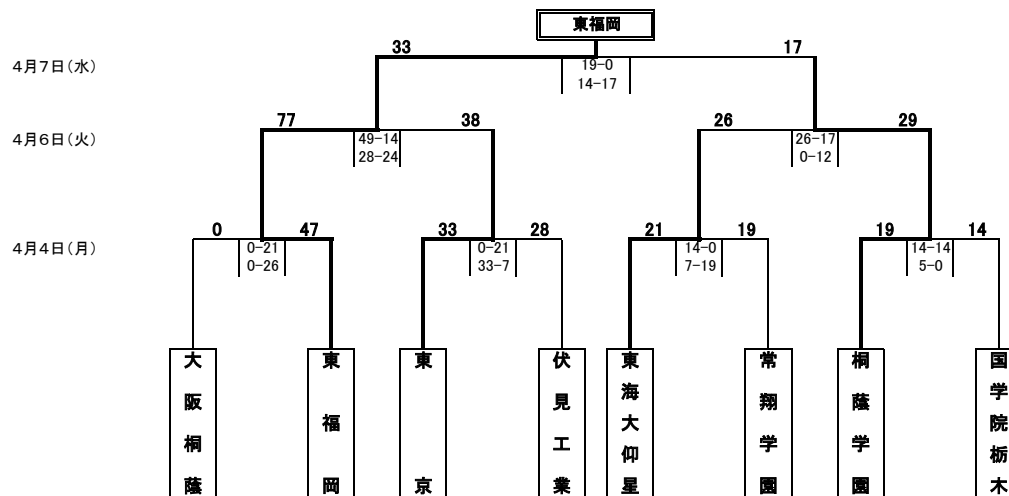 東福岡
33
17
4月7日(水)
19-0
14-17
77
38
26
29
4月6日(火)
49-14
28-24
26-17
0-12
0
47
33
28
21
19
19
14
4月4日(月)
0-21
0-26
0-21
33-7
14-0
7-19
14-14
5-0
大阪桐蔭
東福岡
東京
伏見工業
東海大仰星
常翔学園
桐蔭学園
国学院栃木